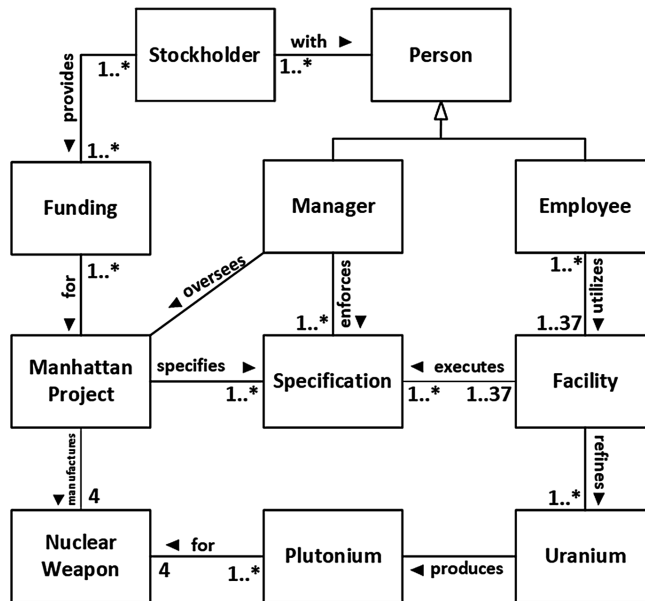 Stockholder
with
Person
1..*
1..*
provides
1..*
Funding
Manager
Employee
1..*
for
oversees
enforces
1..*
utilizes
1..*
1..37
Manhattan
Project
specifies
1..*
Specification
executes
1..*
1..37
Facility
manufactures
4
refines
1..*
Nuclear
Weapon
for
4
1..*
Plutonium
produces
Uranium